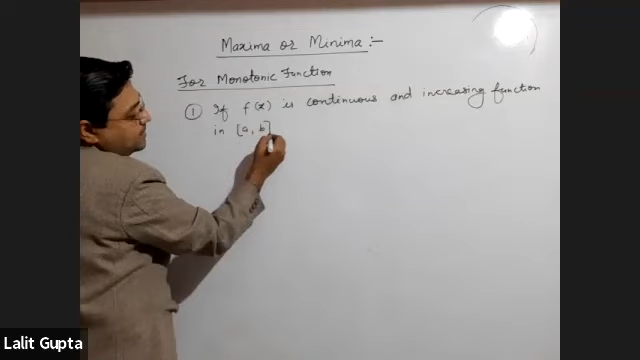 Maxima or Minima :-
For Monotonic Function
① If f(x) is continuous and increasing function
in [a, b]
Lalit Gupta